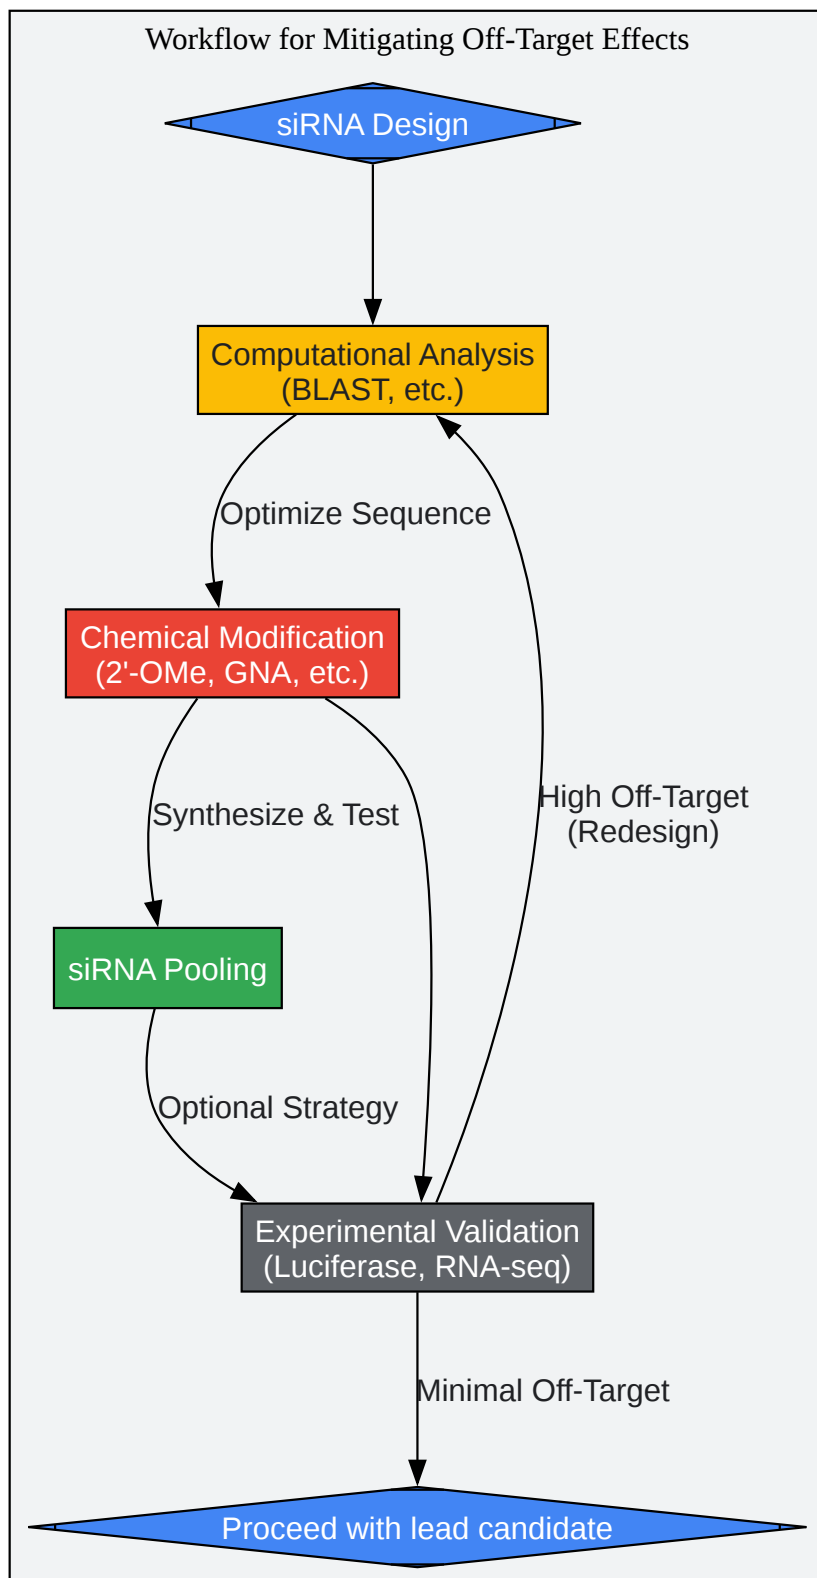 Workflow for Mitigating Off-Target Effects
siRNA Design
Computational Analysis
(BLAST, etc.)
Optimize Sequence
Chemical Modification
(2'-OMe, GNA, etc.)
High Off-Target
(Redesign)
Synthesize & Test
siRNA Pooling
Optional Strategy
Experimental Validation
(Luciferase, RNA-seq)
Minimal Off-Target
Proceed with lead candidate